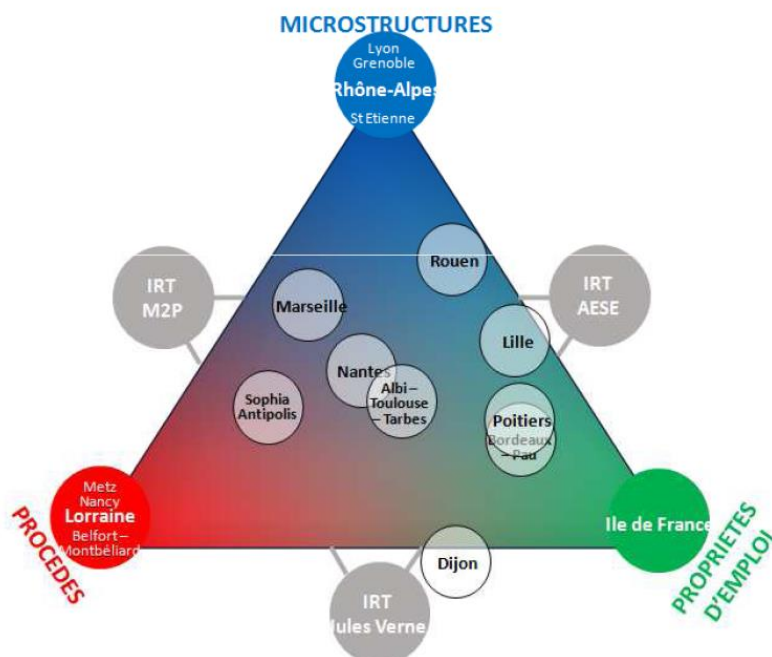 MICROSTRUCTURES
Lyon
Grenoble
Rhône-Alpes
St Etienne
Rouen
IRT
M2P
IRT
AESE
Marseille
Lille
Nantes
Albi –
Toulouse
– Tarbes
Sophia
Antipolis
Poitiers
Bordeaux
– Pau
Metz
Nancy
Lorraine
Belfort –
Montbéliard
PROCEDES
Ile de France
PROPRIETES
D'EMPLOI
Dijon
IRT
Jules Verne